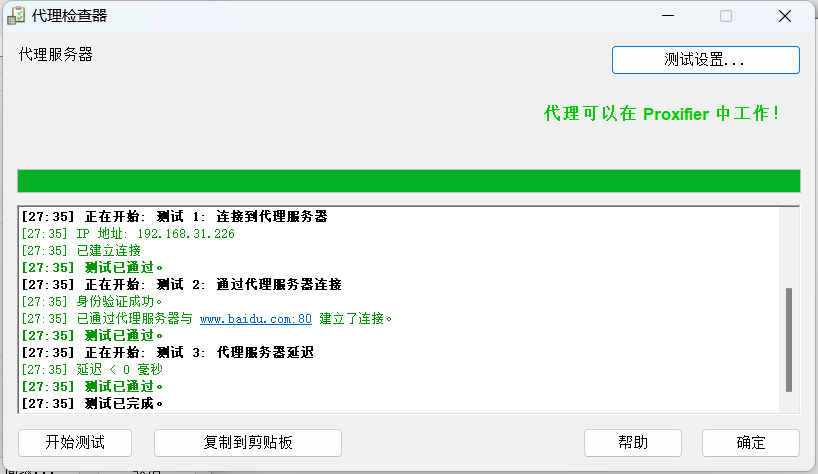 代理检查器
代理服务器
测试设置...
代理可以在 Proxifier 中工作！
[27:35] 正在开始: 测试 1: 连接到代理服务器
[27:35] IP 地址: 192.168.31.226
[27:35] 已建立连接
[27:35] 测试已通过。
[27:35] 正在开始: 测试 2: 通过代理服务器连接
[27:35] 身份验证成功。
[27:35] 已通过代理服务器与 www.baidu.com:80 建立了连接。
[27:35] 测试已通过。
[27:35] 正在开始: 测试 3: 代理服务器延迟
[27:35] 延迟 < 0 毫秒
[27:35] 测试已通过。
[27:35] 测试已完成。
开始测试 复制到剪贴板 帮助 确定